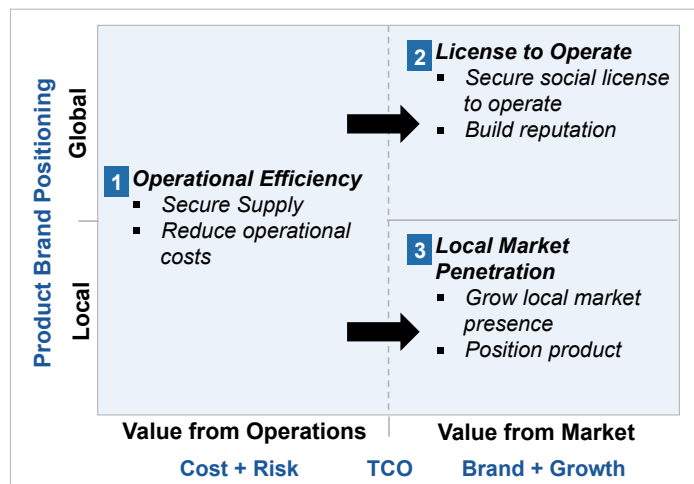 Product Brand Positioning
Global
Local
1 Operational Efficiency
▪ Secure Supply
▪ Reduce operational
costs
2 License to Operate
▪ Secure social license
to operate
▪ Build reputation
3 Local Market
Penetration
▪ Grow local market
presence
▪ Position product
Value from Operations
Value from Market
Cost + Risk
TCO
Brand + Growth